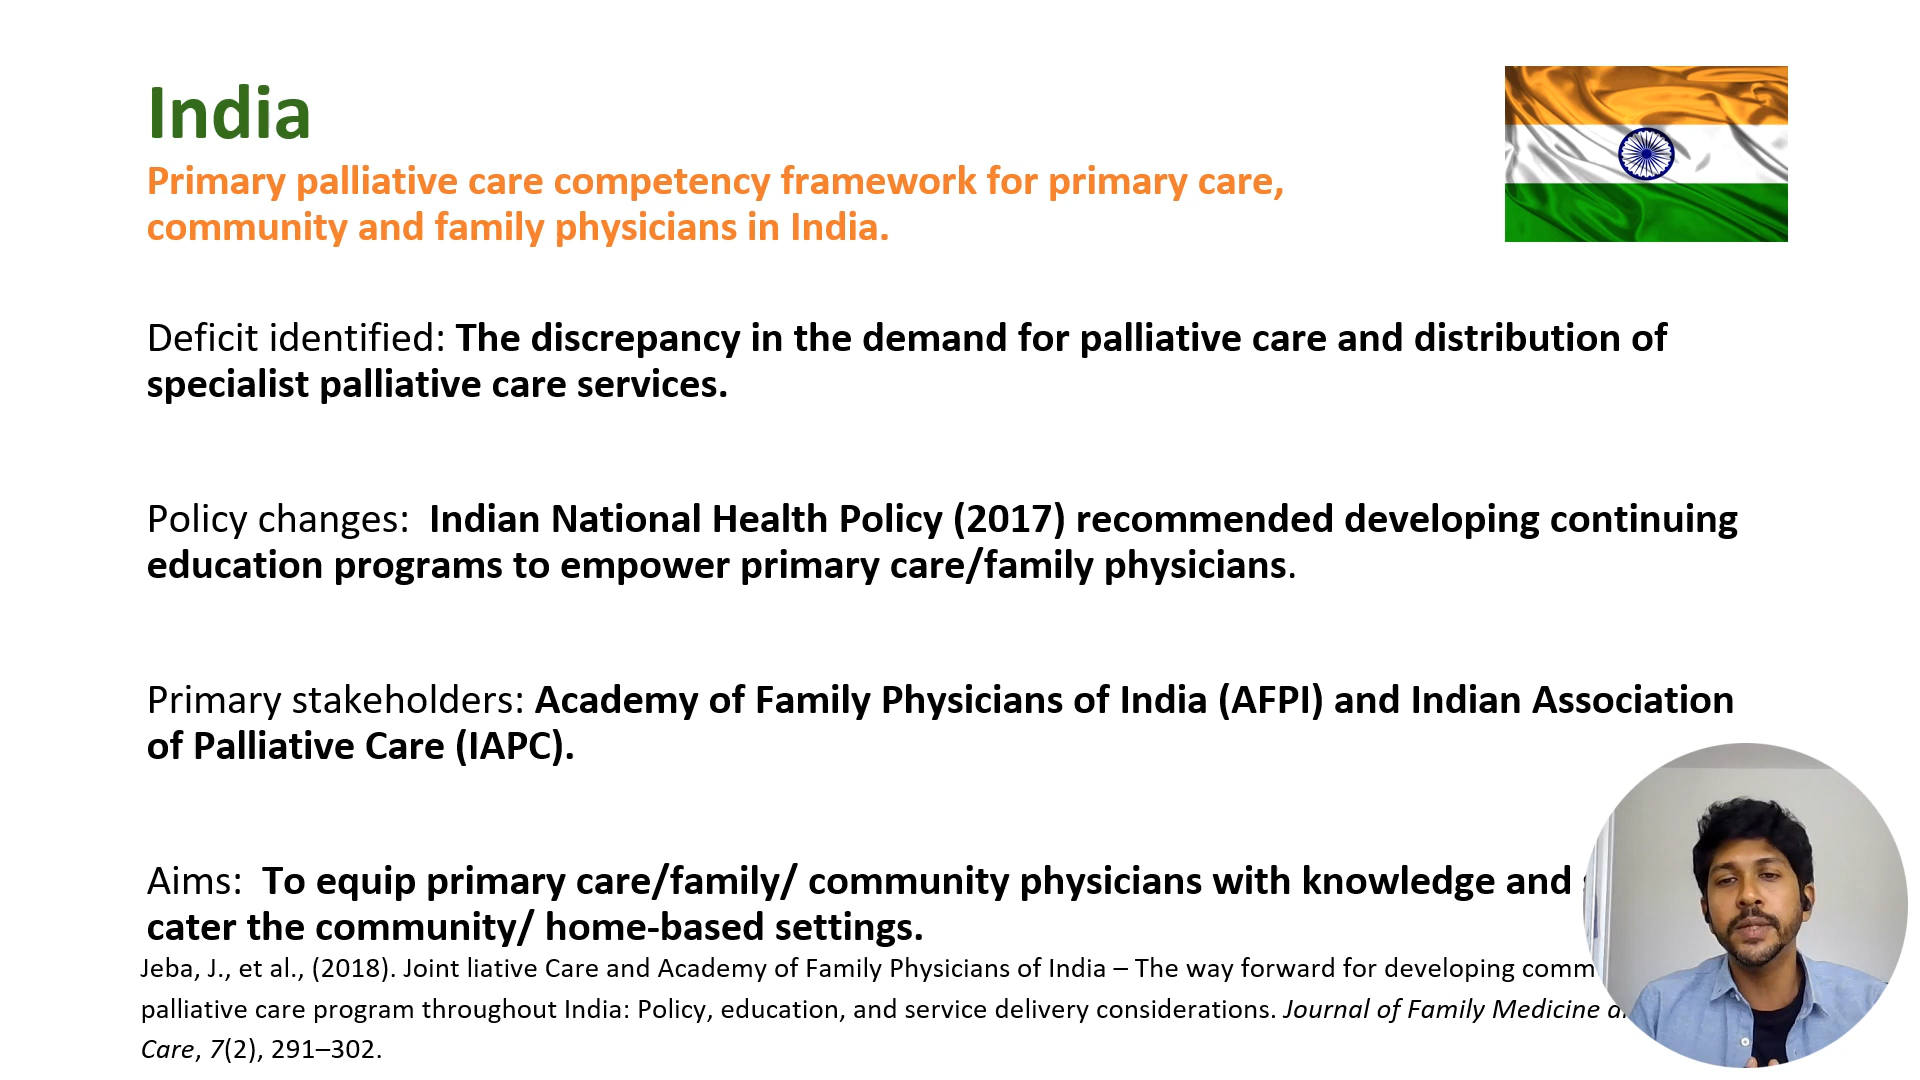 India
Primary palliative care competency framework for primary care,
community and family physicians in India.
Deficit identified: The discrepancy in the demand for palliative care and distribution of
specialist palliative care services.
Policy changes: Indian National Health Policy (2017) recommended developing continuing
education programs to empower primary care/family physicians.
Primary stakeholders: Academy of Family Physicians of India (AFPI) and Indian Association
of Palliative Care (IAPC).
Aims: To equip primary care/family/ community physicians with knowledge and
cater the community/ home-based settings.
Jeba, J., et al., (2018). Joint liative Care and Academy of Family Physicians of India – The way forward for developing comm
palliative care program throughout India: Policy, education, and service delivery considerations. Journal of Family Medicine
Care, 7(2), 291–302.